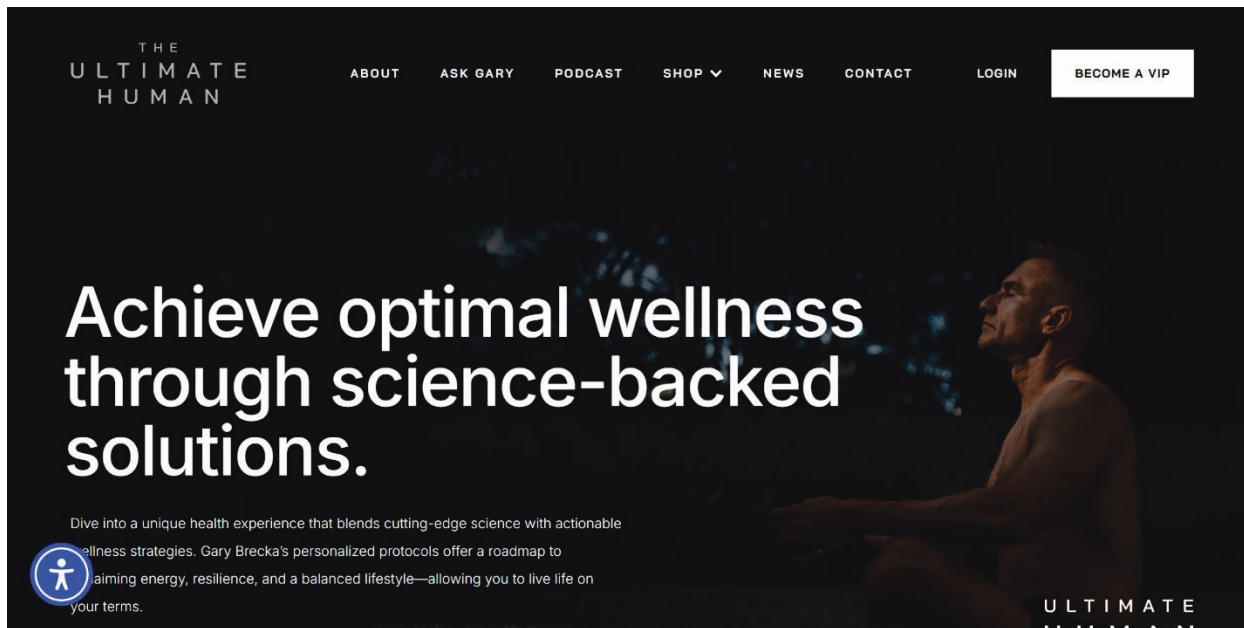 THE
ULTIMATE
HUMAN
ABOUT ASK GARY PODCAST SHOP NEWS CONTACT LOGIN BECOME A VIP
Achieve optimal wellness
through science-backed
solutions.
Dive into a unique health experience that blends cutting-edge science with actionable
wellness strategies. Gary Brecka's personalized protocols offer a roadmap to
aiming energy, resilience, and a balanced lifestyle—allowing you to live life on
your terms.
ULTIMATE
HUMAN